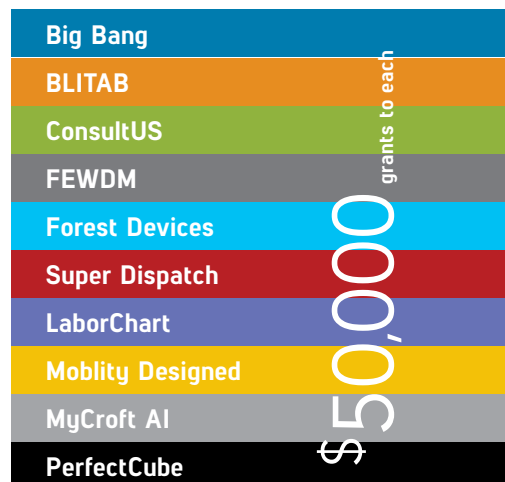 Big Bang
BLITAB
ConsultUS
FEWDM
Forest Devices
Super Dispatch
LaborChart
Moblity Designed
MyCroft AI
PerfectCube
$50,000 grants to each